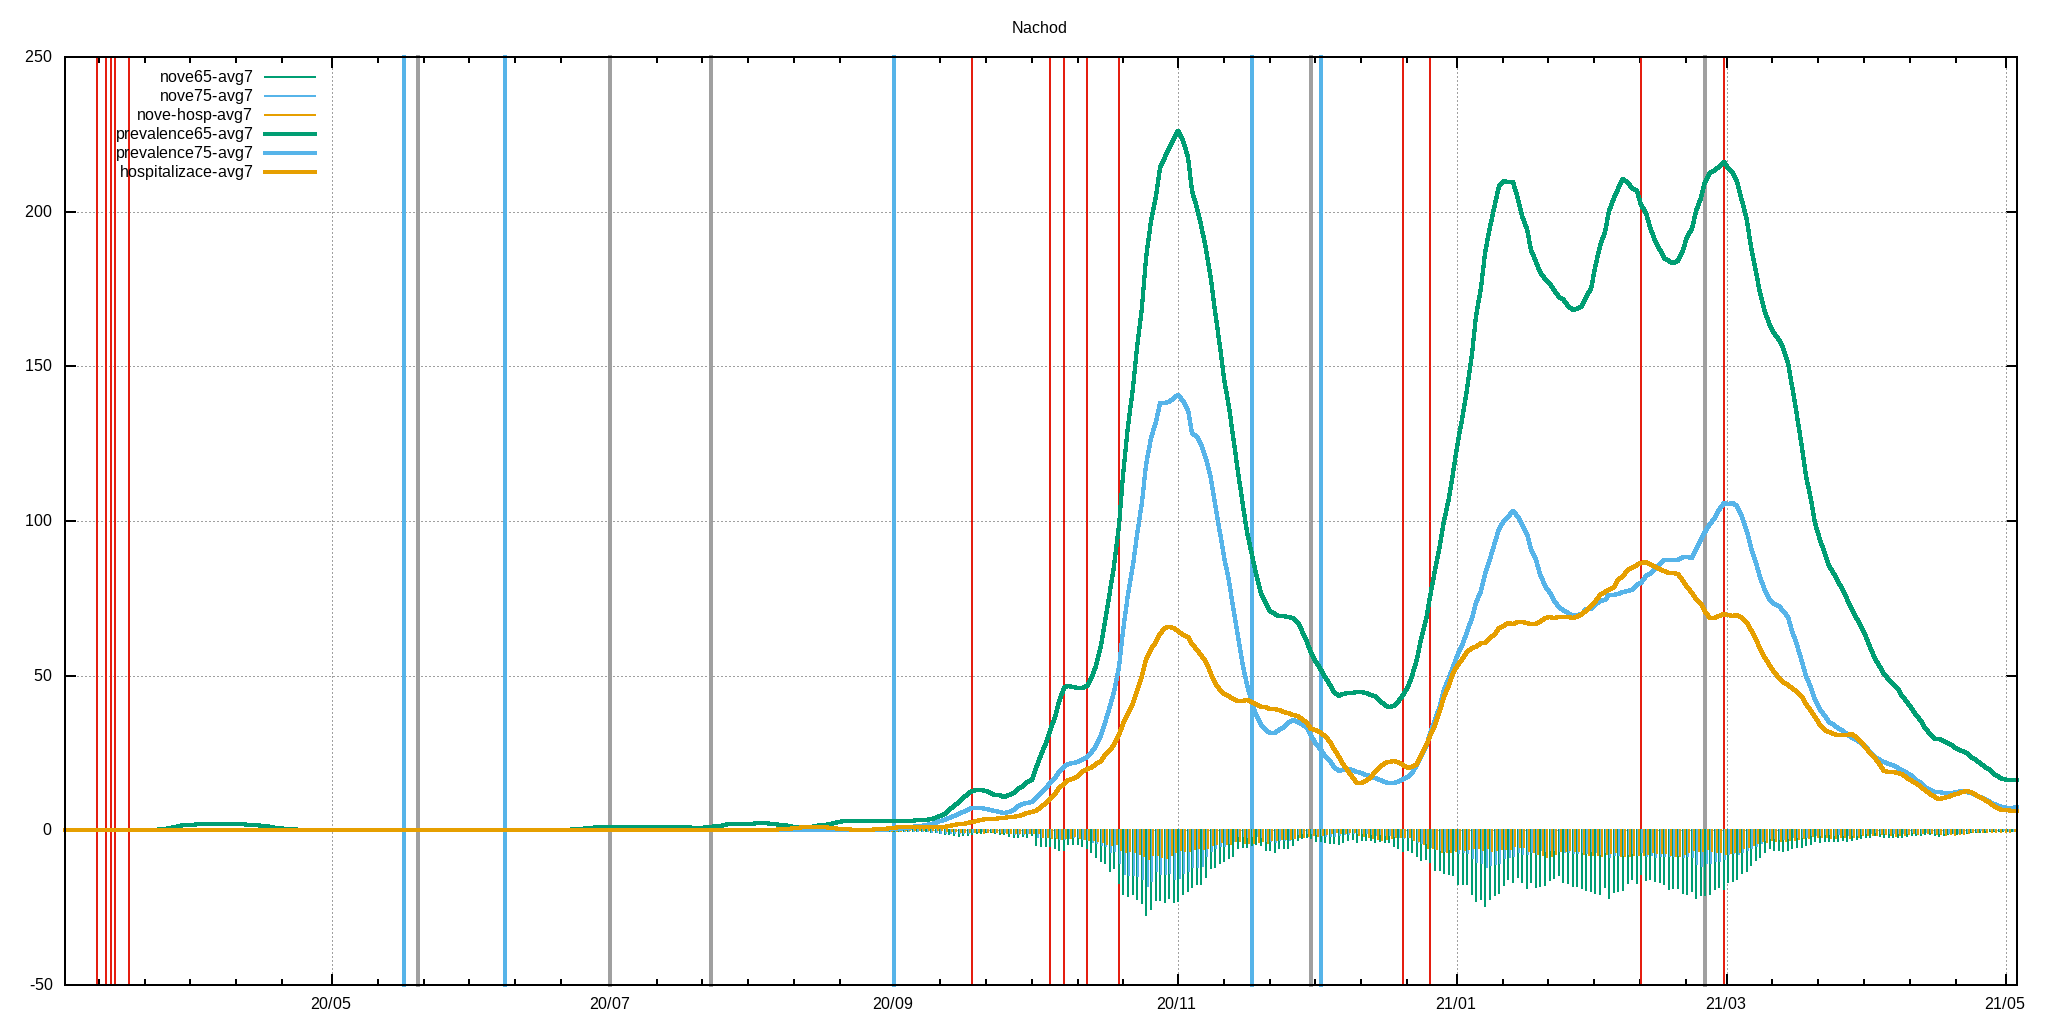 Nachod
250
200
150
100
50
0
-50
nove65-avg7
nove75-avg7
nove-hosp-avg7
prevalence65-avg7
prevalence75-avg7
hospitalizace-avg7
20/05 20/07 20/09 20/11 21/01 21/03 21/05